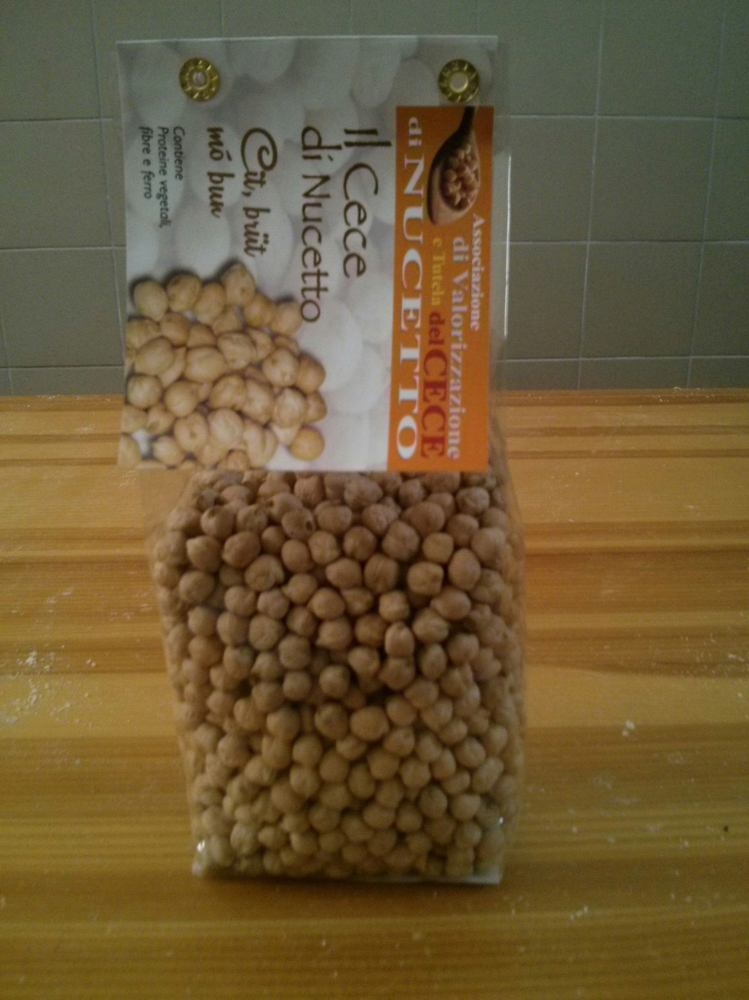 Associazione
di Valorizzazione
e Tutela del CECE
di NUCETTO
Il Cece
di Nucetto
Cit, brüt
mó bun
Contiene
Proteine vegetali,
fibre e ferro